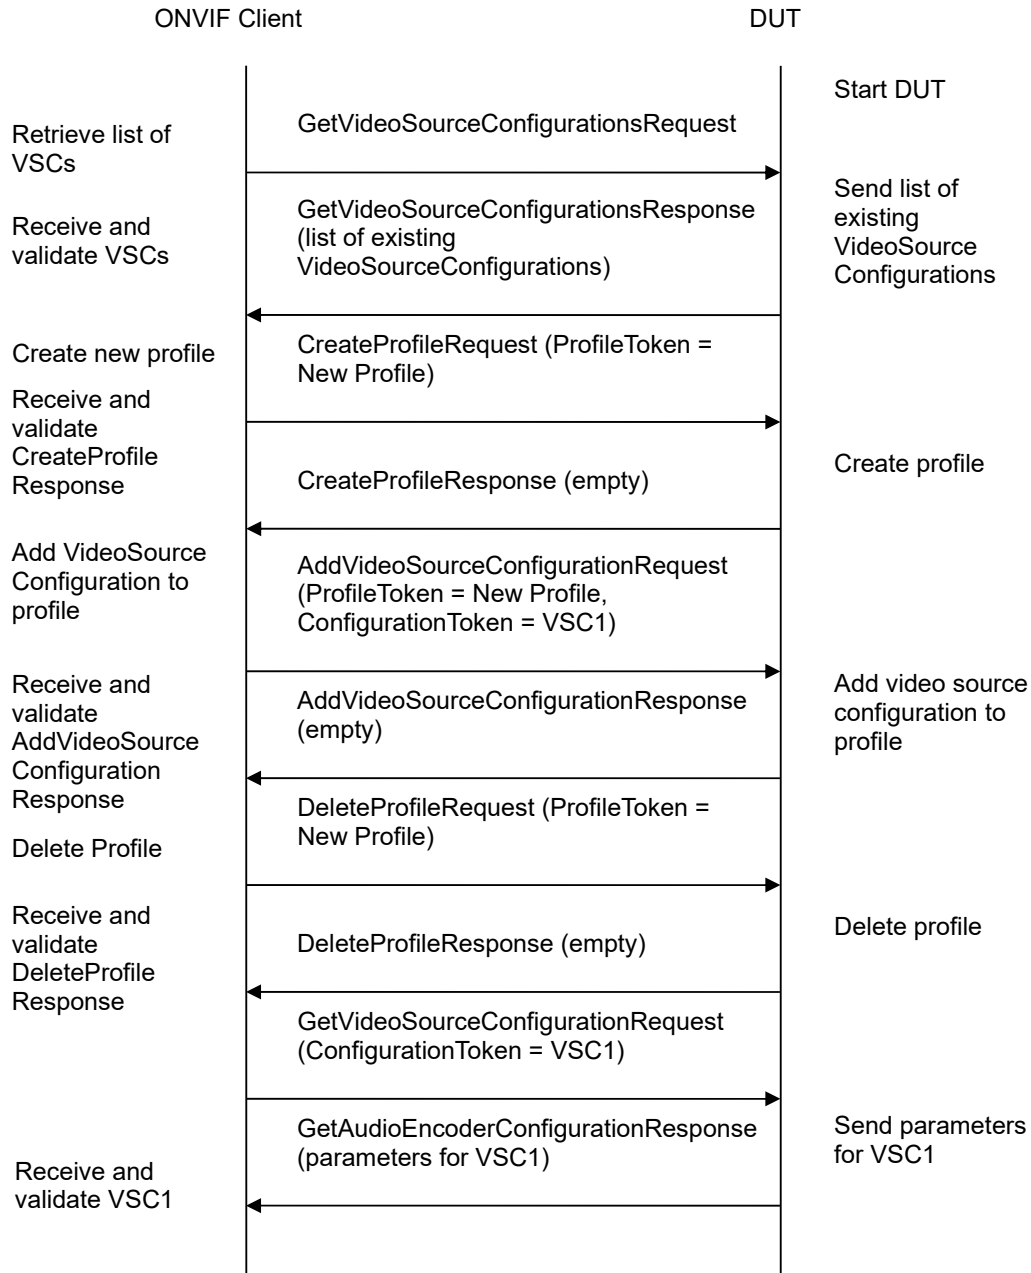 ONVIF Client
DUT
Start DUT
GetVideoSourceConfigurationsRequest
Retrieve list of
VSCs
Send list of
existing
VideoSource
Configurations
GetVideoSourceConfigurationsResponse
(list of existing
VideoSourceConfigurations)
Receive and
validate VSCs
Create new profile
CreateProfileRequest (ProfileToken =
New Profile)
Receive and
validate
CreateProfile
Response
Create profile
CreateProfileResponse (empty)
Add VideoSource
Configuration to
profile
AddVideoSourceConfigurationRequest
(ProfileToken = New Profile,
ConfigurationToken = VSC1)
Receive and
validate
AddVideoSource
Configuration
Response
AddVideoSourceConfigurationResponse
(empty)
Add video source
configuration to
profile
DeleteProfileRequest (ProfileToken =
New Profile)
Delete Profile
Receive and
validate
DeleteProfile
Response
DeleteProfileResponse (empty)
Delete profile
GetVideoSourceConfigurationRequest
(ConfigurationToken = VSC1)
GetAudioEncoderConfigurationResponse
(parameters for VSC1)
Send parameters
for VSC1
Receive and
validate VSC1